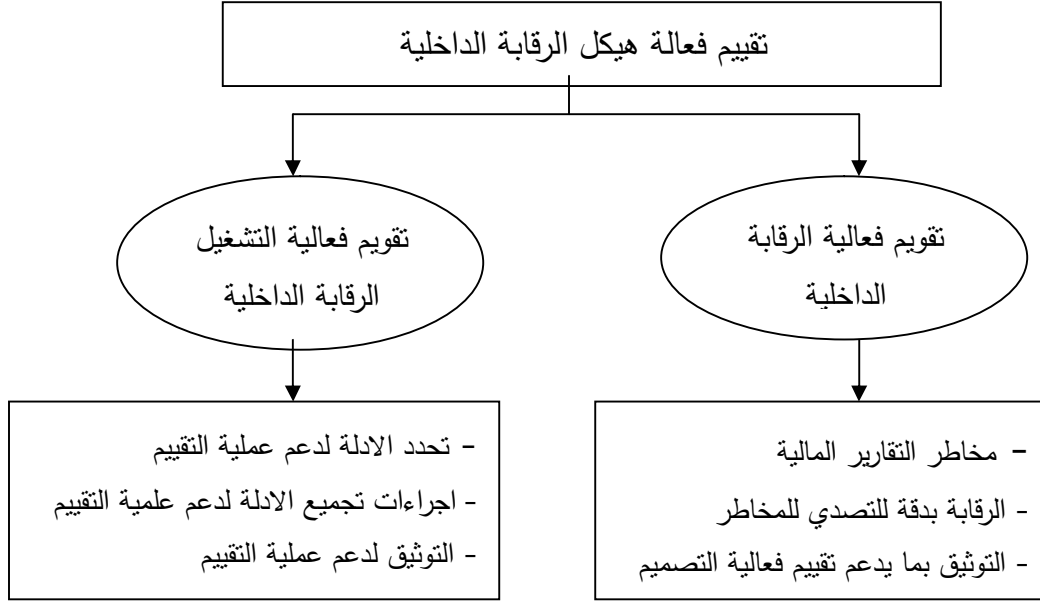 تقييم فعالة هيكل الرقابة الداخلية
تقويم فعالية الرقابة
الداخلية
تقويم فعالية التشغيل
الرقابة الداخلية
- مخاطر التقارير المالية
- الرقابة بدقة للتصدي للمخاطر
- التوثيق بما يدعم تقييم فعالية التصميم
- تحدد الادلة لدعم عملية التقييم
- اجراءات تجميع الادلة لدعم علمية التقييم
- التوثيق لدعم عملية التقييم